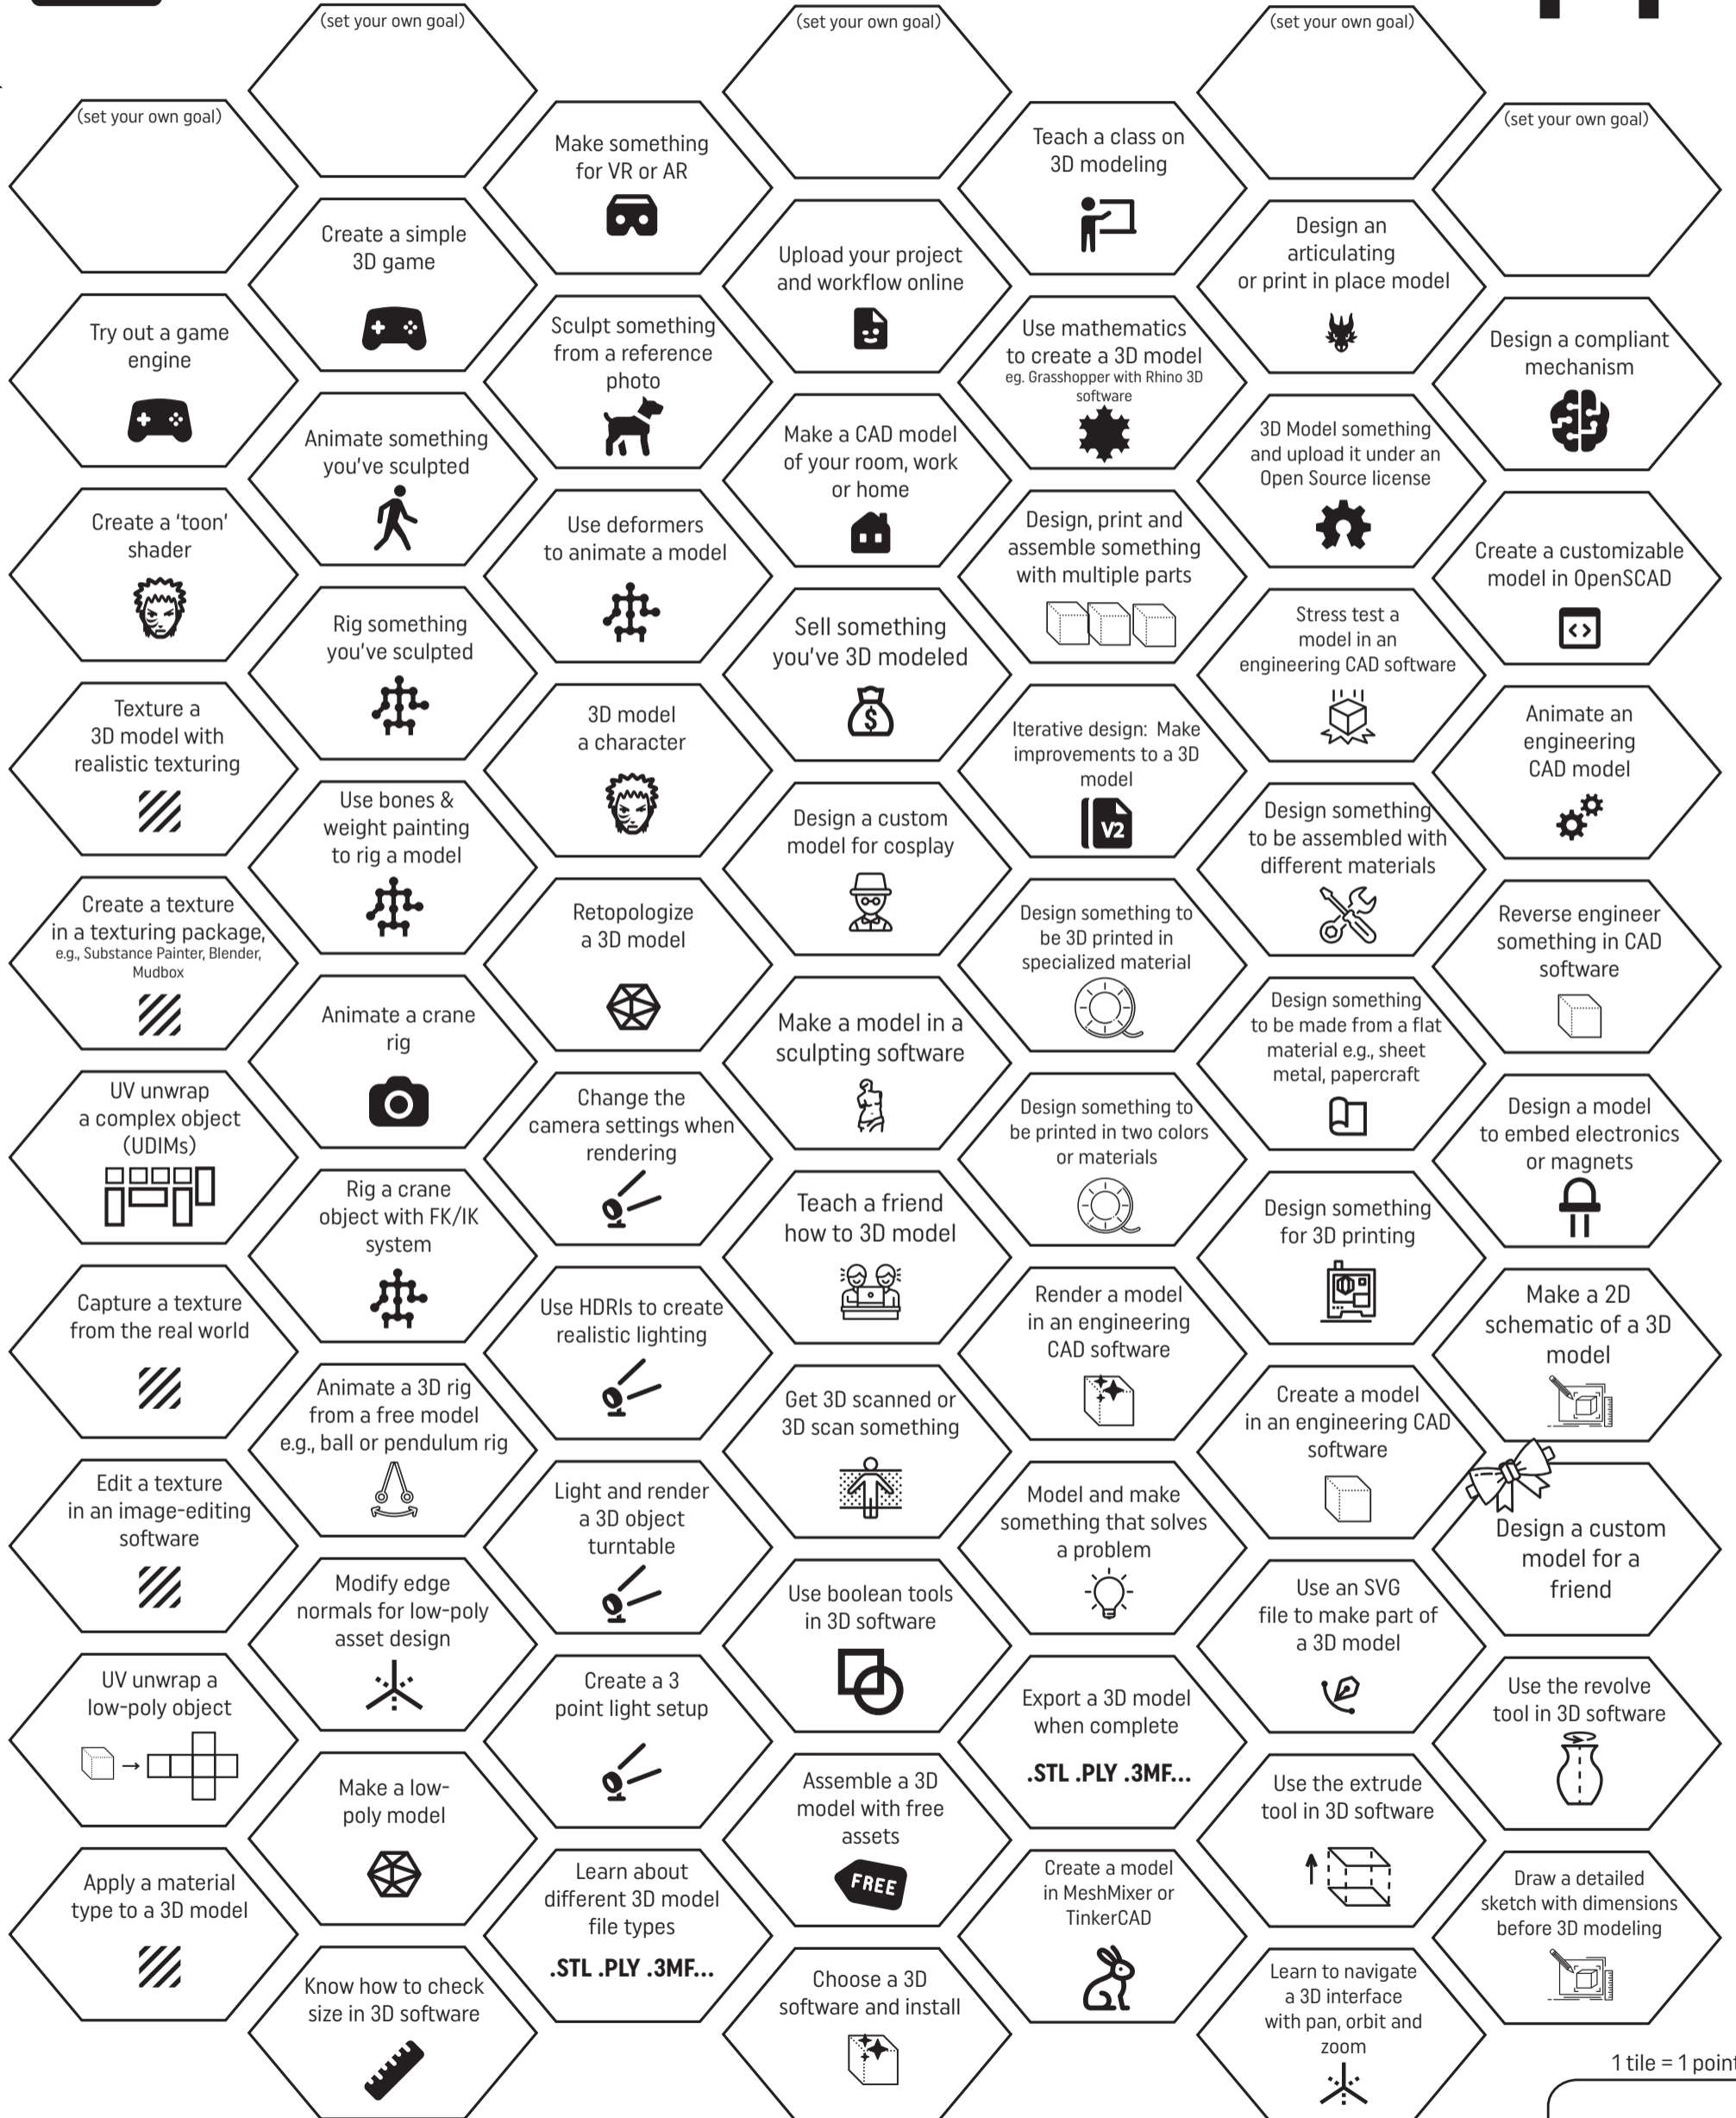 (set your own goal)
(set your own goal)
(set your own goal)
(set your own goal)
(set your own goal)
Make something
for VR or AR
Teach a class on
3D modeling
Create a simple
3D game
Upload your project
and workflow online
Design an
articulating
or print in place model
Try out a game
engine
Sculpt something
from a reference
photo
Use mathematics
to create a 3D model
eg. Grasshopper with Rhino 3D
software
Design a compliant
mechanism
Animate something
you've sculpted
Make a CAD model
of your room, work
or home
3D Model something
and upload it under an
Open Source license
Create a 'toon'
shader
Use deformers
to animate a model
Design, print and
assemble something
with multiple parts
Create a customizable
model in OpenSCAD
Rig something
you've sculpted
Sell something
you've 3D modeled
$
Stress test a
model in an
engineering CAD software
Texture a
3D model with
realistic texturing
3D model
a character
Iterative design: Make
improvements to a 3D
model
V2
Animate an
engineering
CAD model
Use bones &
weight painting
to rig a model
Design a custom
model for cosplay
Design something
to be assembled with
different materials
Create a texture
in a texturing package,
e.g., Substance Painter, Blender,
Mudbox
Retopologize
a 3D model
Design something to
be 3D printed in
specialized material
Reverse engineer
something in CAD
software
Animate a crane
rig
Make a model in a
sculpting software
Design something
to be made from a flat
material e.g., sheet
metal, papercraft
UV unwrap
a complex object
(UDIMs)
Change the
camera settings when
rendering
Design something to
be printed in two colors
or materials
Design a model
to embed electronics
or magnets
Rig a crane
object with FK/IK
system
Teach a friend
how to 3D model
Design something
for 3D printing
Capture a texture
from the real world
Use HDRIs to create
realistic lighting
Render a model
in an engineering
CAD software
Make a 2D
schematic of a 3D
model
Animate a 3D rig
from a free model
e.g., ball or pendulum rig
Get 3D scanned or
3D scan something
Create a model
in an engineering CAD
software
Edit a texture
in an image-editing
software
Light and render
a 3D object
turntable
Model and make
something that solves
a problem
Design a custom
model for a
friend
Modify edge
normals for low-poly
asset design
Use boolean tools
in 3D software
Use an SVG
file to make part of
a 3D model
UV unwrap a
low-poly object
Create a 3
point light setup
Export a 3D model
when complete
.STL .PLY .3MF...
Use the revolve
tool in 3D software
Make a low-
poly model
Assemble a 3D
model with free
assets
FREE
Use the extrude
tool in 3D software
Apply a material
type to a 3D model
Learn about
different 3D model
file types
.STL .PLY .3MF...
Create a model
in MeshMixer or
TinkerCAD
Draw a detailed
sketch with dimensions
before 3D modeling
Know how to check
size in 3D software
Choose a 3D
software and install
Learn to navigate
a 3D interface
with pan, orbit and
zoom
1 tile = 1 point